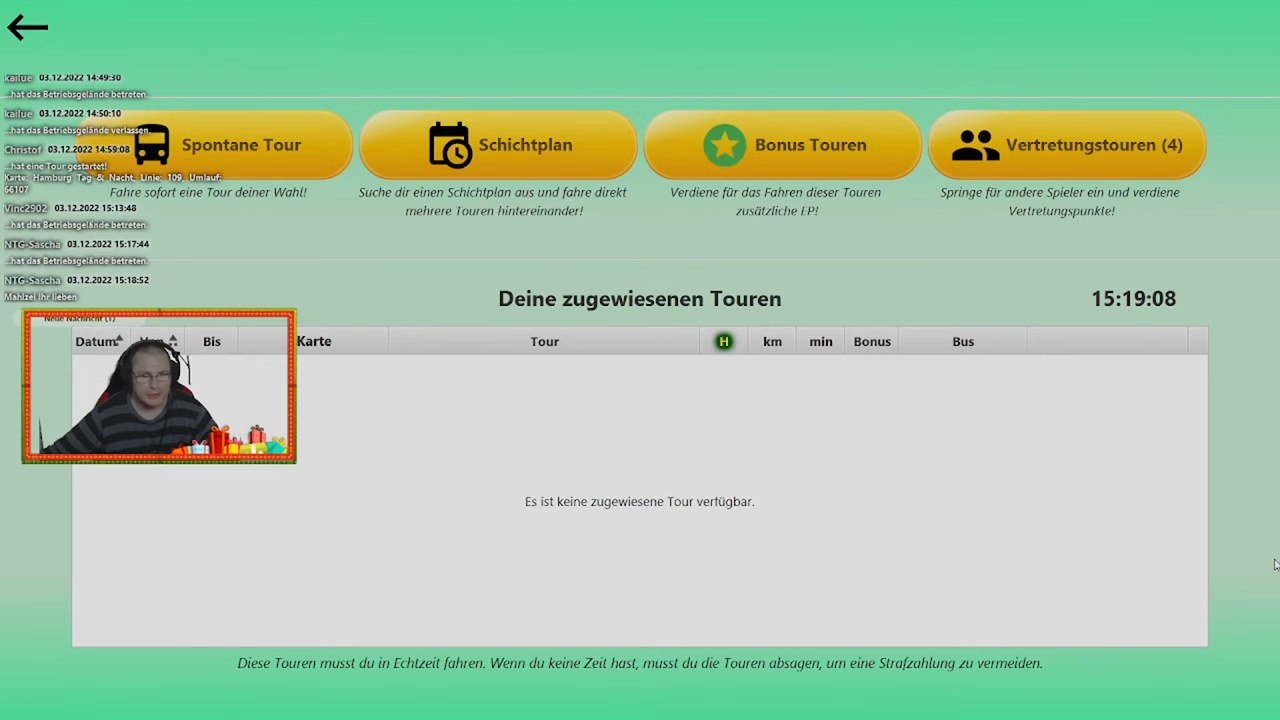 kaiiue 03.12.2022 14:49:30
...hat das Betriebsgelände betreten.
kaiiue 03.12.2022 14:50:10
...hat das Betriebsgelände verlassen.
Christof 03.12.2022 14:59:08
...hat eine Tour gestartet!
Karte: Hamburg Tag & Nacht, Linie: 109, Umlauf:
66107
Vinc2902 03.12.2022 15:13:48
...hat das Betriebsgelände betreten.
NTG-Sascha 03.12.2022 15:17:44
...hat das Betriebsgelände betreten.
NTG-Sascha 03.12.2022 15:18:52
Mahlzei Ihr lieben
Neue Nachricht (T)
Spontane Tour
Fahre sofort eine Tour deiner Wahl!
Schichtplan
Suche dir einen Schichtplan aus und fahre direkt
mehrere Touren hintereinander!
Bonus Touren
Verdiene für das Fahren dieser Touren
zusätzliche EP!
Vertretungstouren (4)
Springe für andere Spieler ein und verdiene
Vertretungspunkte!
Deine zugewiesenen Touren
15:19:08
Datum Von Bis Karte Tour H km min Bonus Bus
Es ist keine zugewiesene Tour verfügbar.
Diese Touren musst du in Echtzeit fahren. Wenn du keine Zeit hast, musst du die Touren absagen, um eine Strafzahlung zu vermeiden.